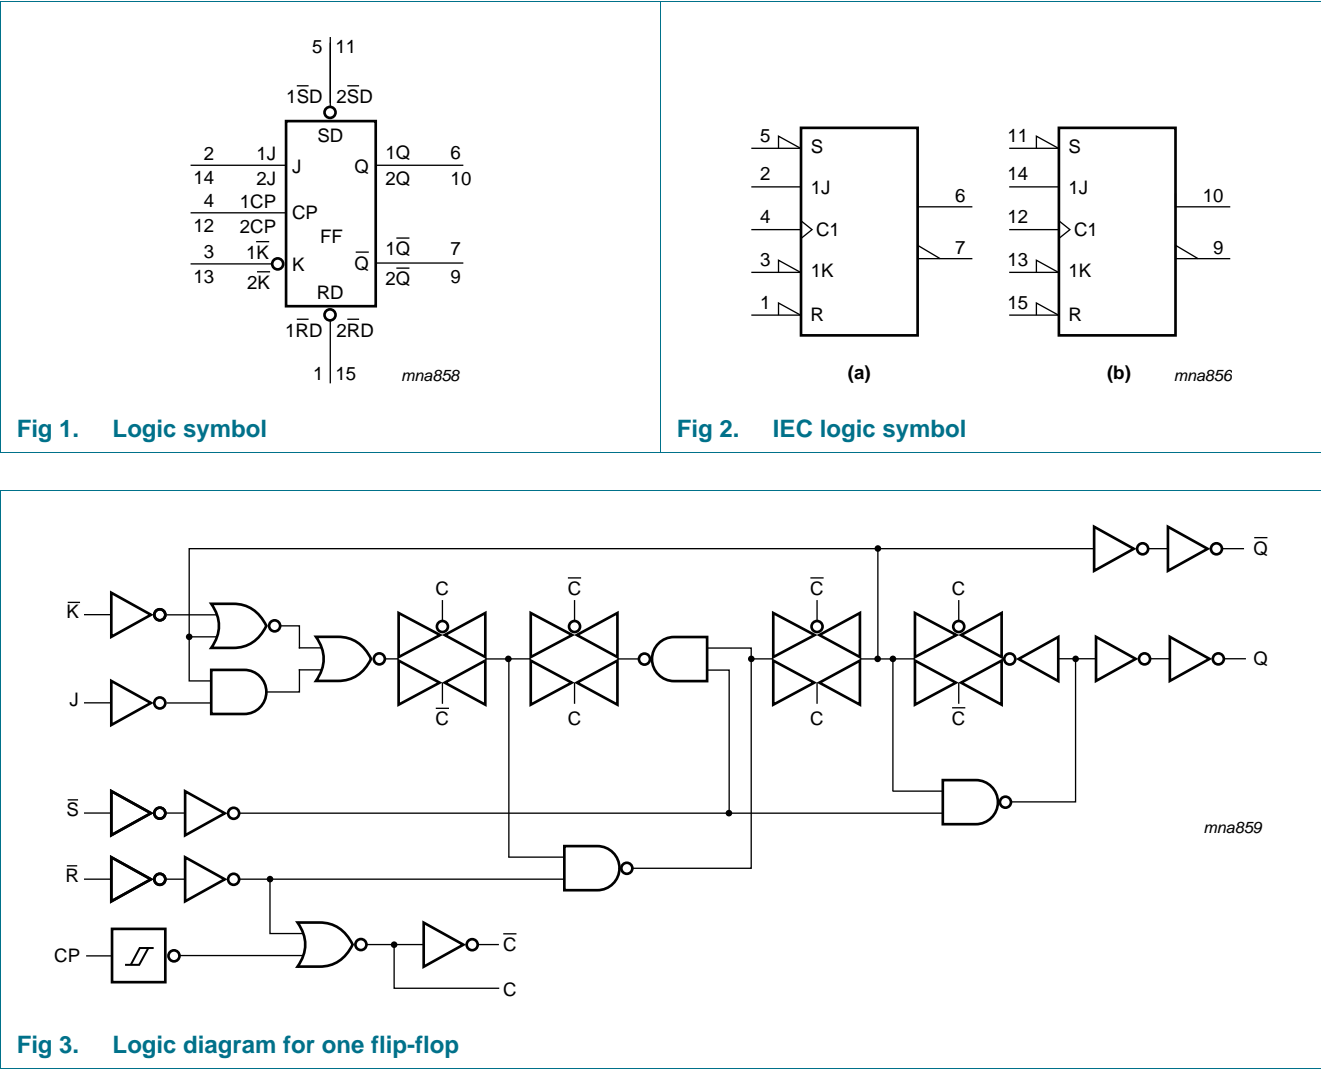 5 11
1S̅D 2S̅D
SD
2 1J J Q 1Q 6
14 2J 2Q 10
4 1CP CP
12 2CP
FF
3 1K̅ K Q̅ 1Q̅ 7
13 2K̅ 2Q̅ 9
RD
1R̅D 2R̅D
1 15 mna858
Fig 1. Logic symbol
5 S
2 1J
6
4 C1
7
3 1K
1 R
(a)
11 S
14 1J
10
12 C1
9
13 1K
15 R
(b) mna856
Fig 2. IEC logic symbol
Q̅
C C̅ C̅ C
K̅
Q
J
C̅ C C C̅
S̅
mna859
R̅
CP
C̅
C
Fig 3. Logic diagram for one flip-flop